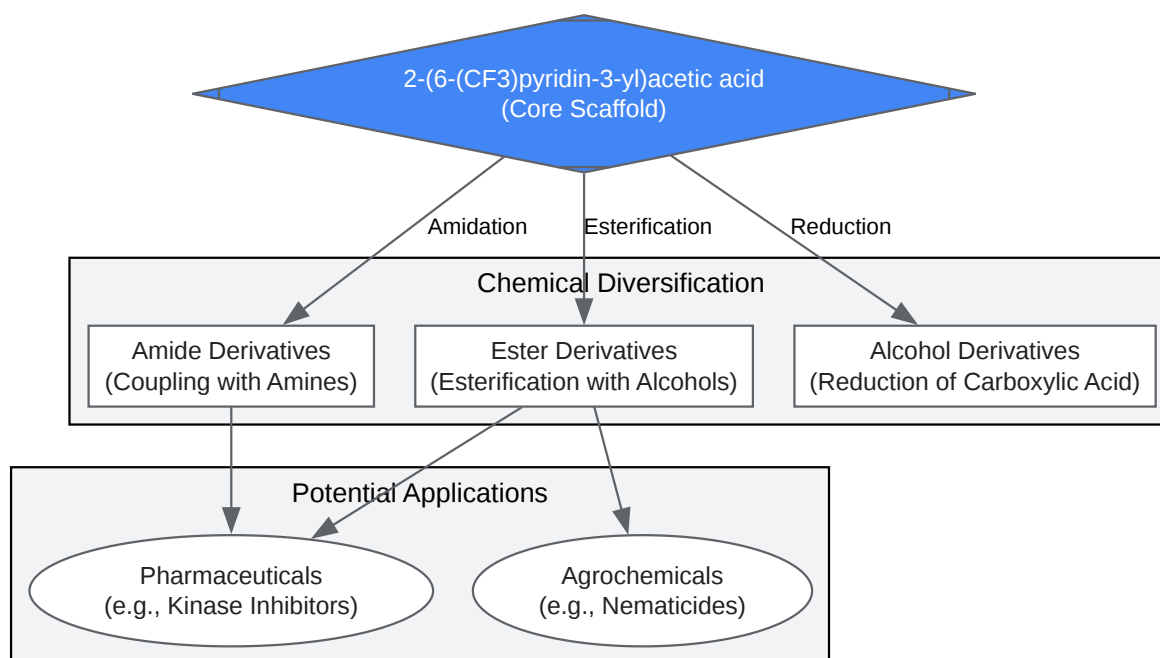 2-(6-(CF3)pyridin-3-yl)acetic acid
(Core Scaffold)
Amidation
Esterification
Reduction
Chemical Diversification
Amide Derivatives
(Coupling with Amines)
Ester Derivatives
(Esterification with Alcohols)
Alcohol Derivatives
(Reduction of Carboxylic Acid)
Potential Applications
Pharmaceuticals
(e.g., Kinase Inhibitors)
Agrochemicals
(e.g., Nematicides)